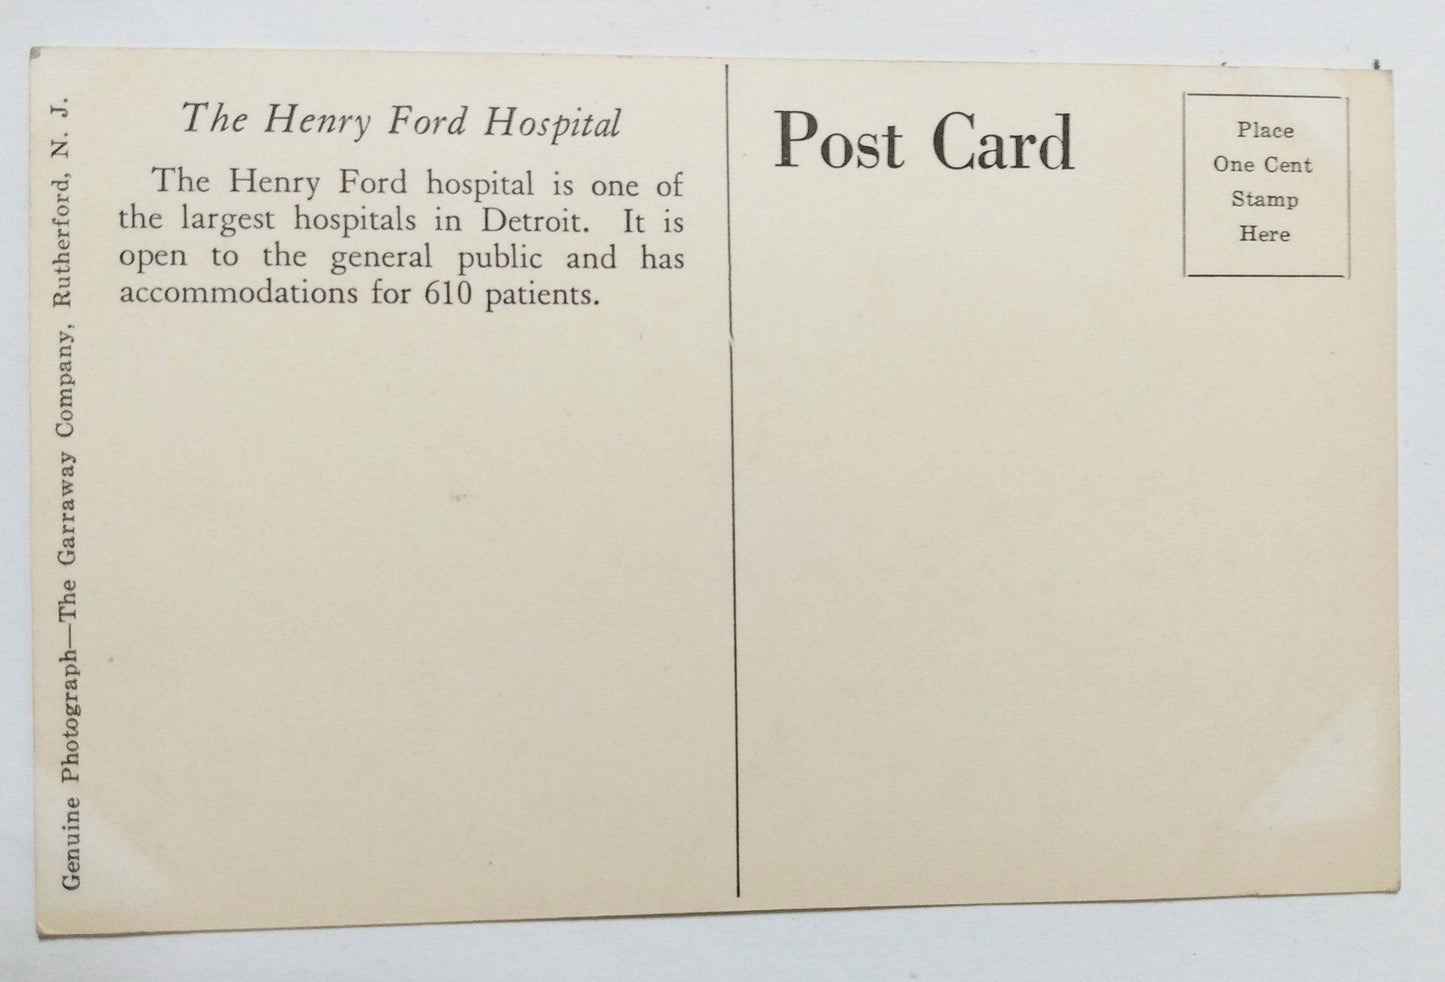 The Henry Ford Hospital
The Henry Ford hospital is one of
the largest hospitals in Detroit. It is
open to the general public and has
accommodations for 610 patients.
Genuine Photograph—The Garraway Company, Rutherford, N. J.
Post Card
Place
One Cent
Stamp
Here